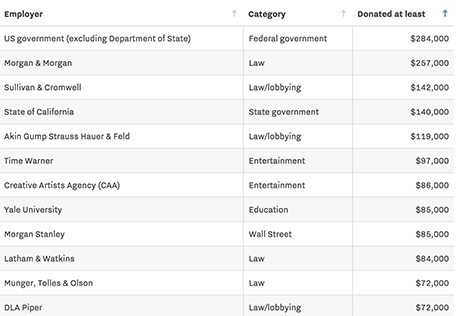 Employer Category Donated at least
US government (excluding Department of State) Federal government $284,000
Morgan & Morgan Law $257,000
Sullivan & Cromwell Law/lobbying $142,000
State of California State government $140,000
Akin Gump Strauss Hauer & Feld Law/lobbying $119,000
Time Warner Entertainment $97,000
Creative Artists Agency (CAA) Entertainment $86,000
Yale University Education $85,000
Morgan Stanley Wall Street $85,000
Latham & Watkins Law $84,000
Munger, Tolles & Olson Law $72,000
DLA Piper Law/lobbying $72,000